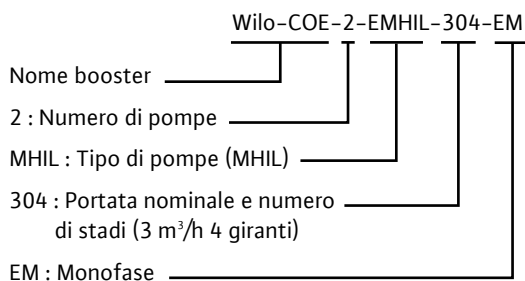 Wilo-COE-2-EMHIL-304-EM
Nome booster
2 : Numero di pompe
MHIL : Tipo di pompe (MHIL)
304 : Portata nominale e numero
di stadi (3 m³/h 4 giranti)
EM : Monofase